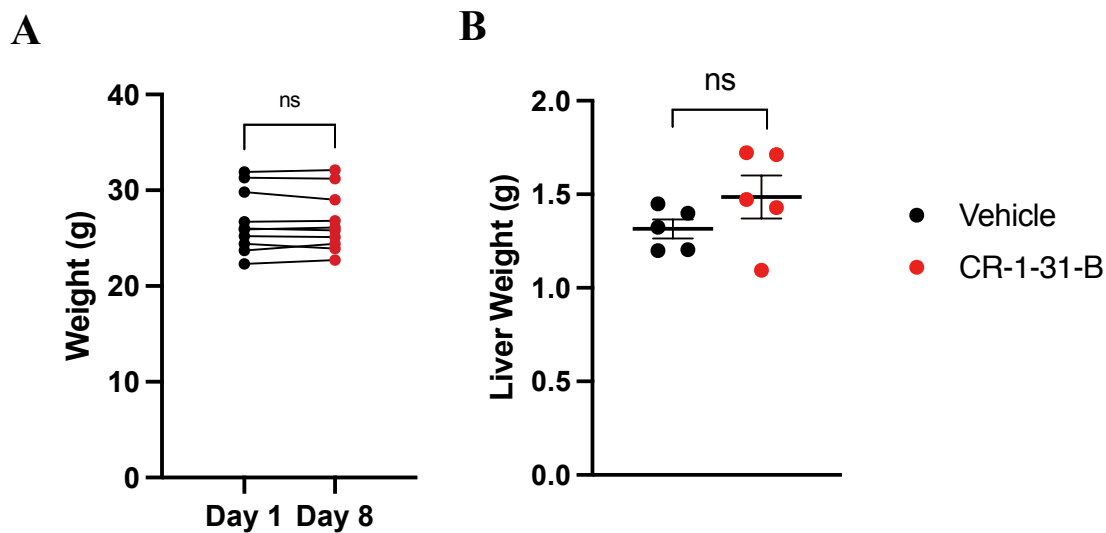 A
Weight (g)
40
30
20
10
0
ns
Day 1 Day 8
B
Liver Weight (g)
2.0
1.5
1.0
0.5
0.0
ns
Vehicle
CR-1-31-B